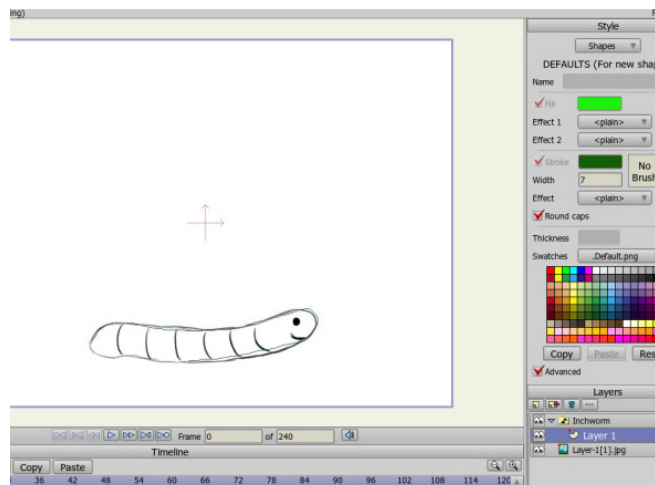 ng)
Style
Shapes
DEFAULTS (For new shap
Name
Fill
Effect 1 <plain>
Effect 2 <plain>
Stroke
No
Brush
Width 7
Effect <plain>
Round caps
Thickness
Swatches .Default.png
Copy Paste Res
Advanced
Layers
Inchworm
Layer 1
Layer-1[1].jpg
Frame 0 of 240
Timeline
Copy Paste
36 42 48 54 60 66 72 78 84 90 96 102 108 114 120